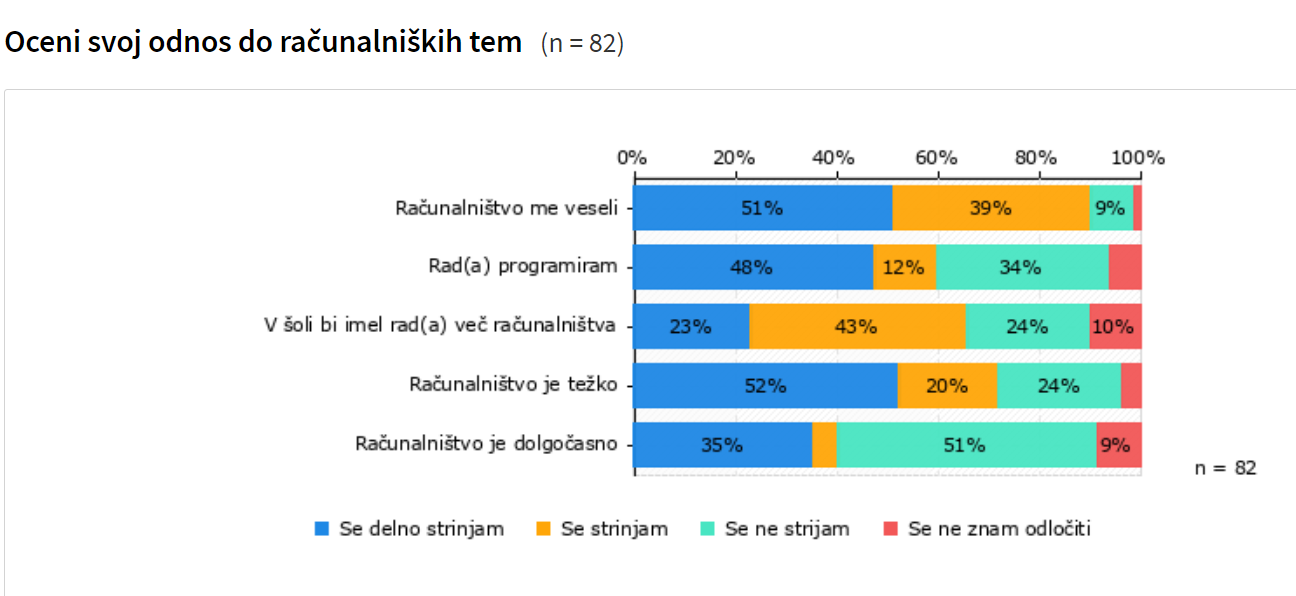 Oceni svoj odnos do računalniških tem (n = 82)
0% 20% 40% 60% 80% 100%
Računalništvo me veseli 51% 39% 9%
Rad(a) programiram 48% 12% 34%
V šoli bi imel rad(a) več računalništva 23% 43% 24% 10%
Računalništvo je težko 52% 20% 24%
Računalništvo je dolgočasno 35% 51% 9%
n = 82
Se delno strinjam Se strinjam Se ne strijam Se ne znam odločiti